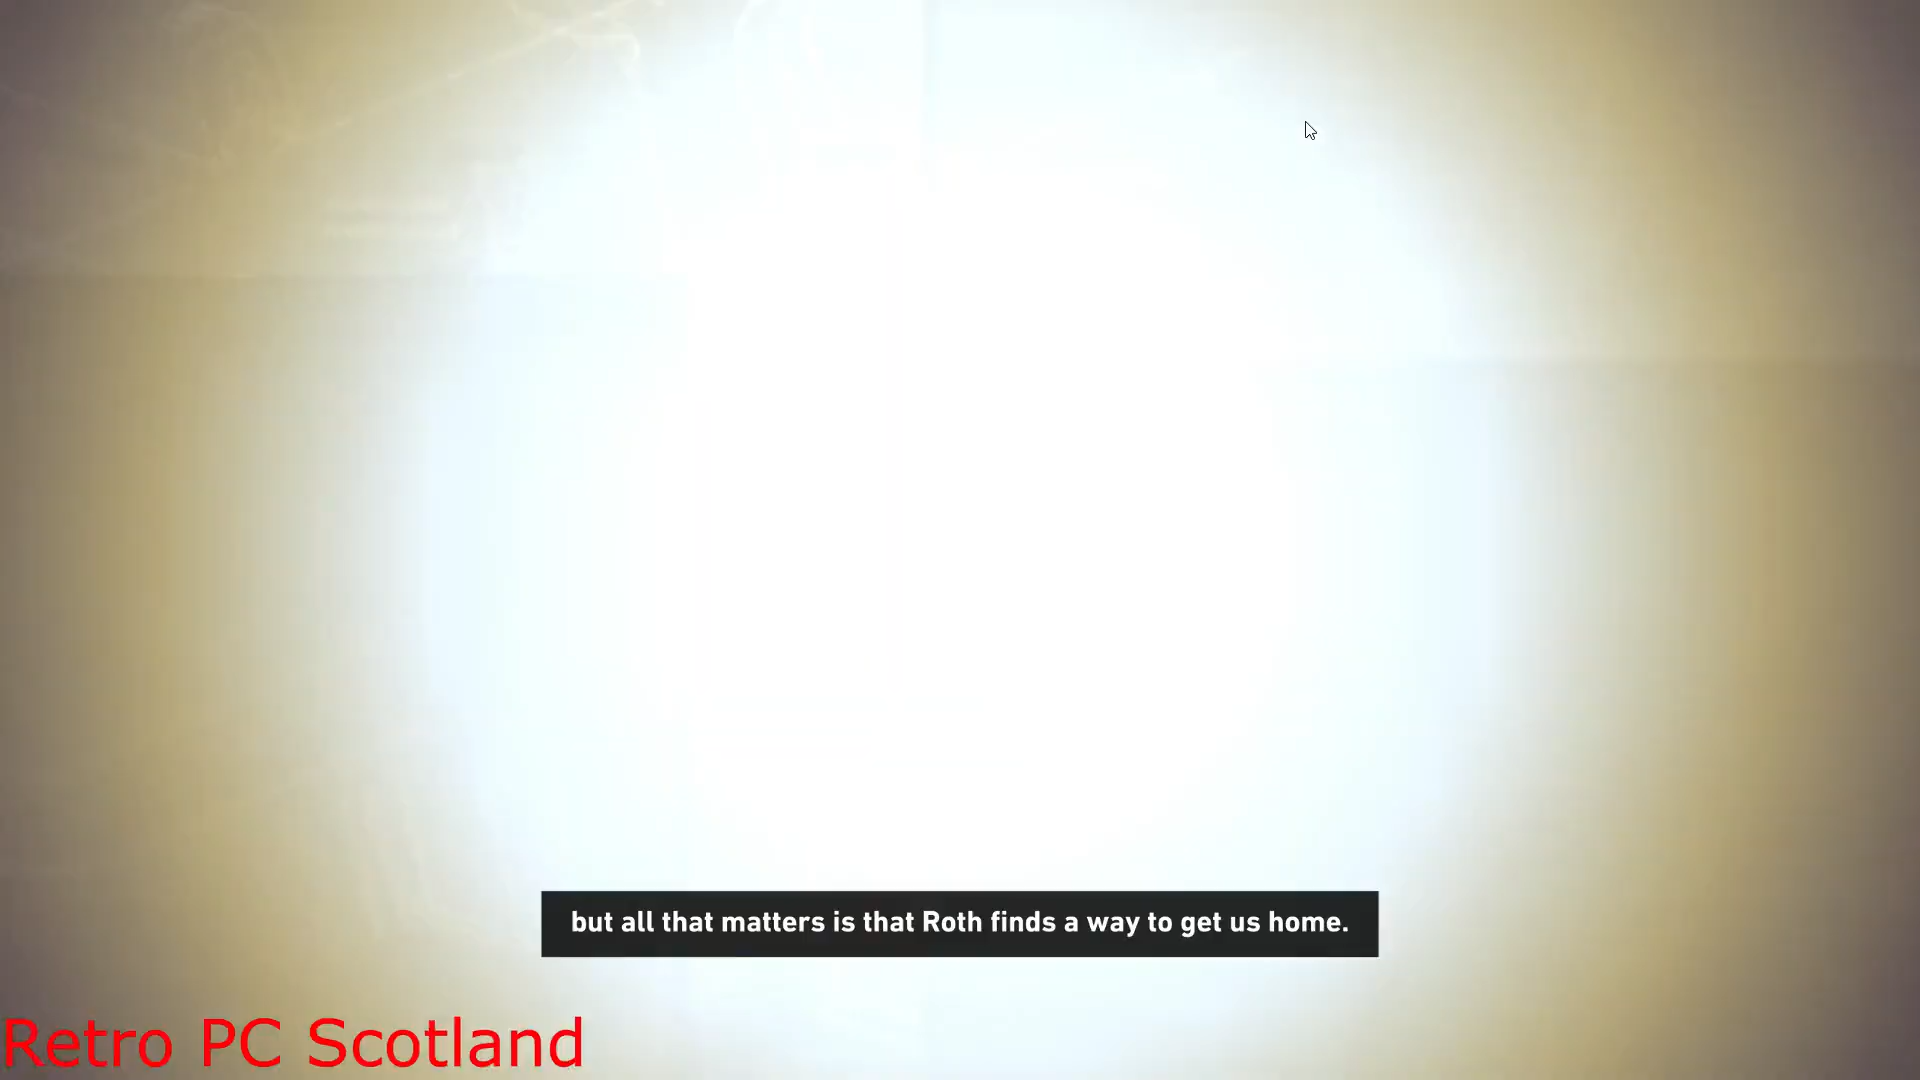 but all that matters is that Roth finds a way to get us home.
Retro PC Scotland